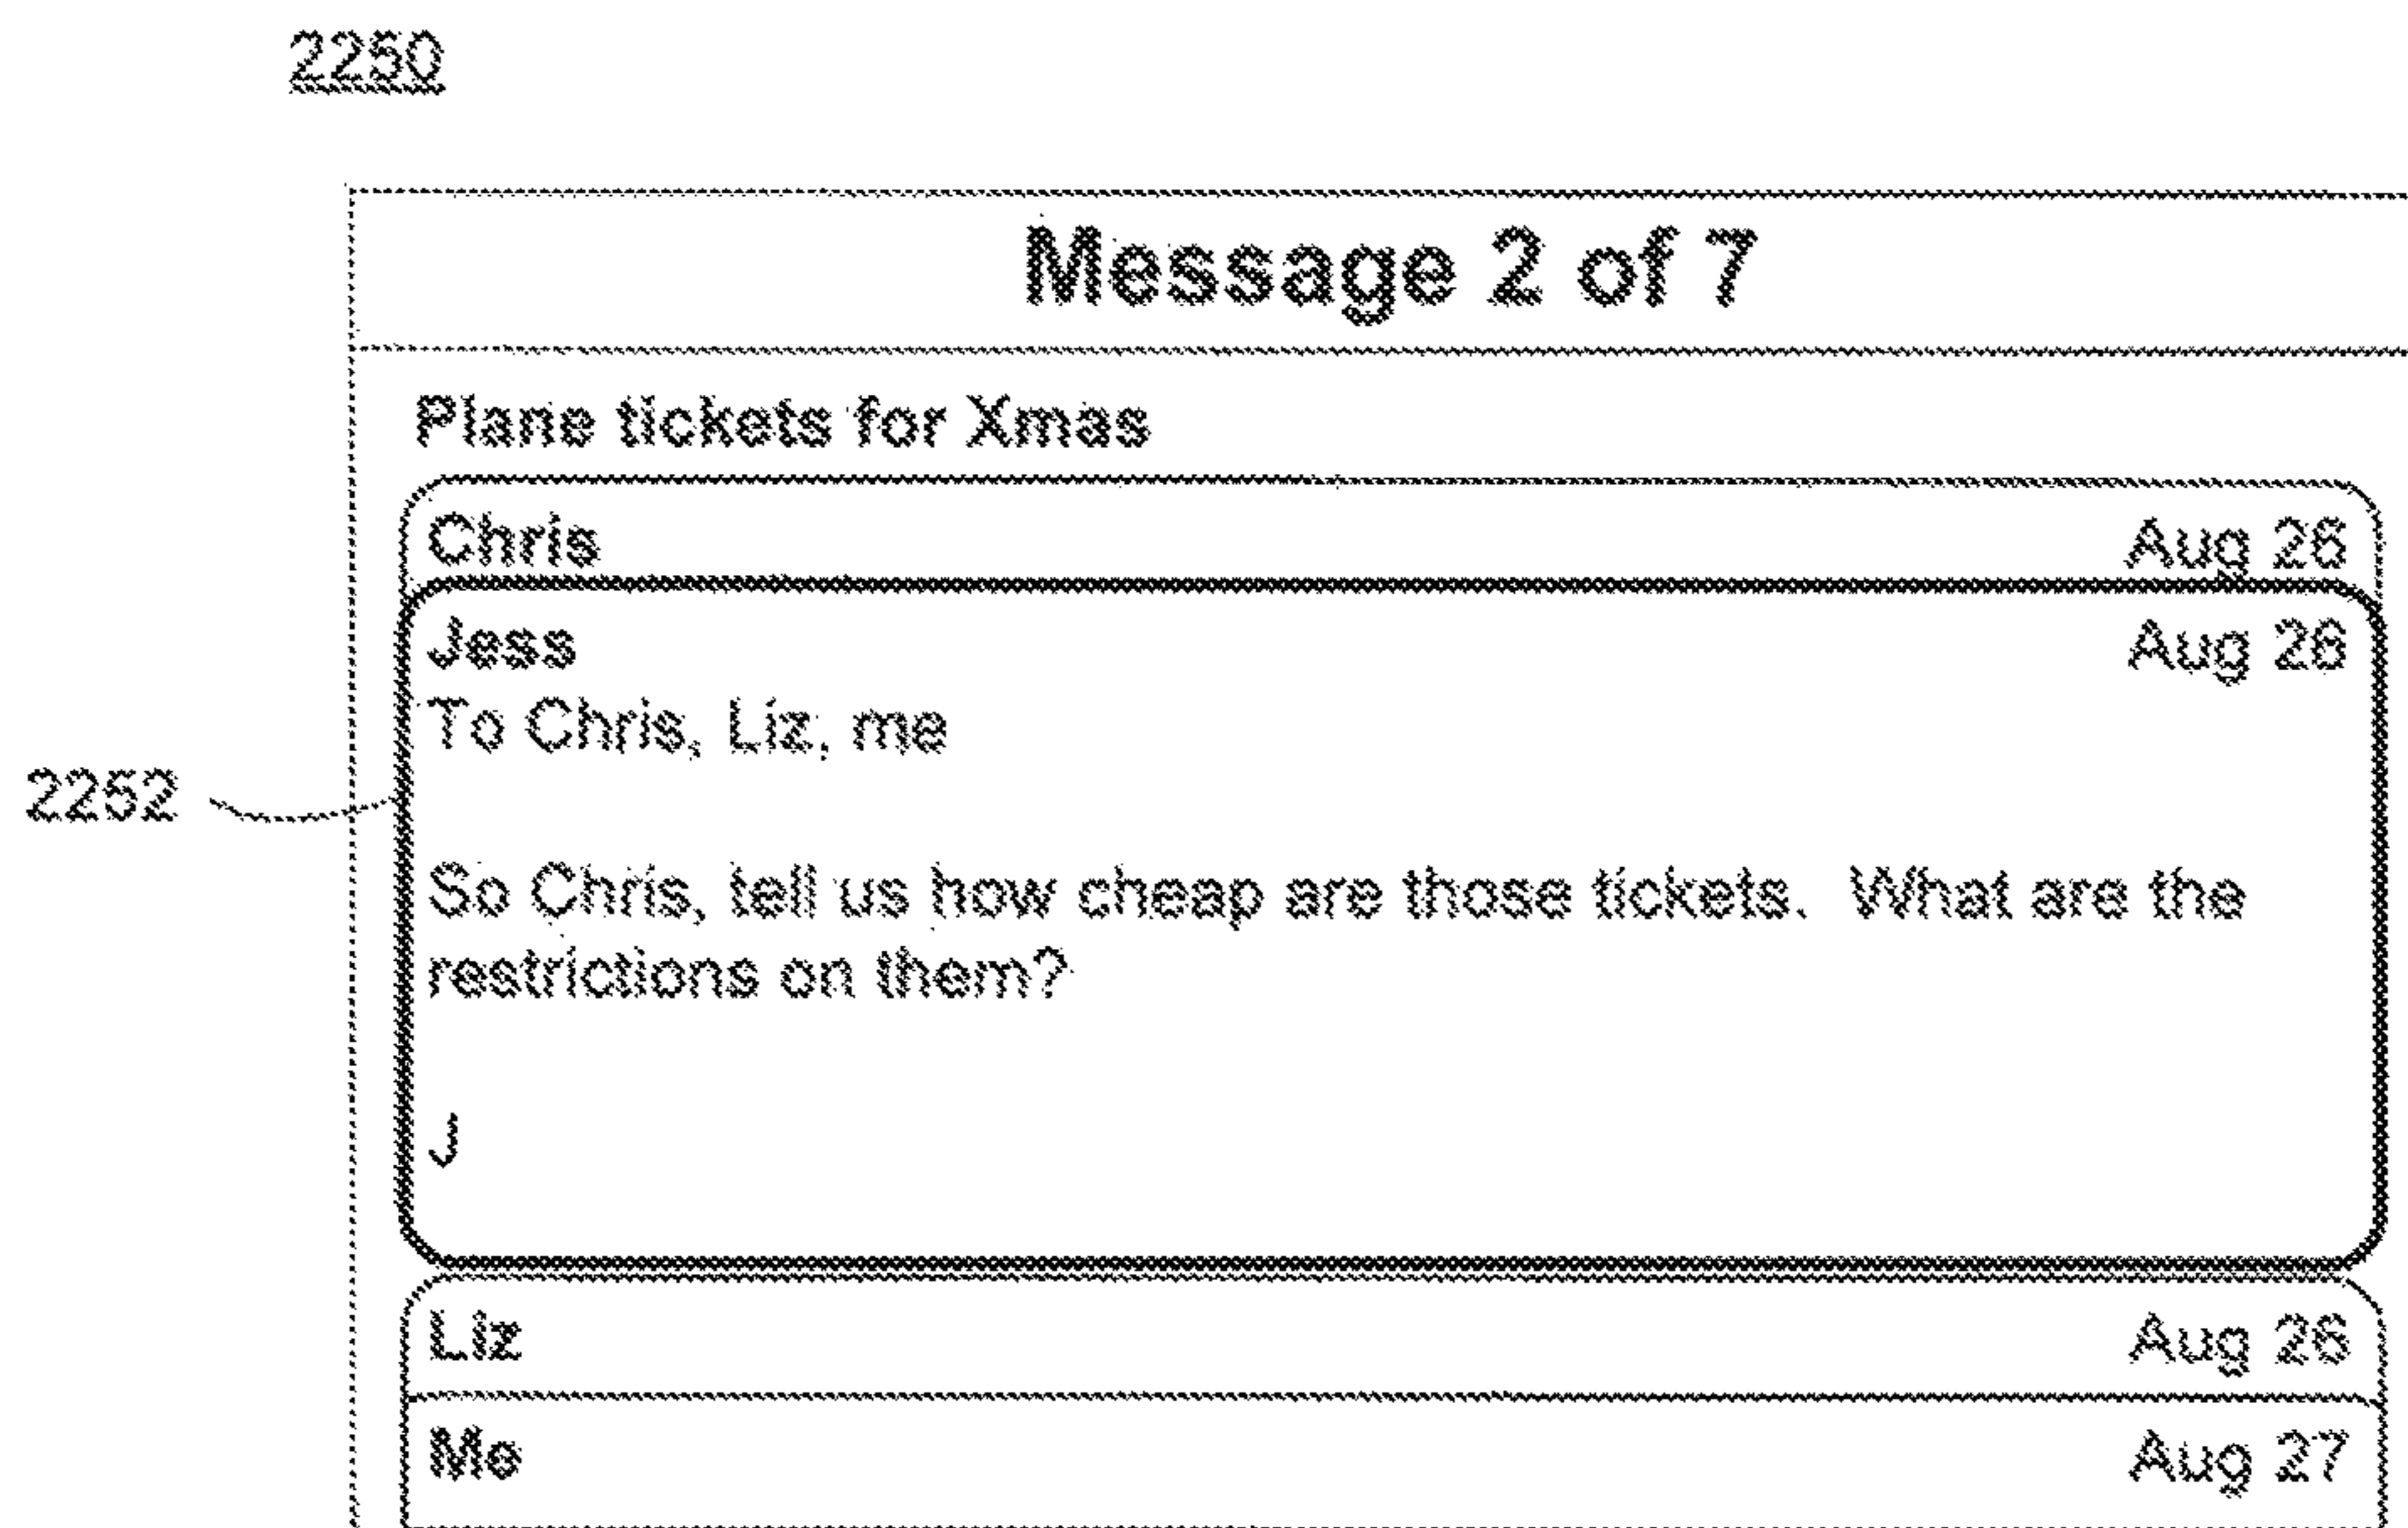 2250
Message 2 of 7
Plane tickets for Xmas
Chris Aug 26
Jess Aug 26
To Chris, Liz, me
2252
So Chris, tell us how cheap are those tickets.  What are the
restrictions on them?
J
Liz Aug 26
Me Aug 27